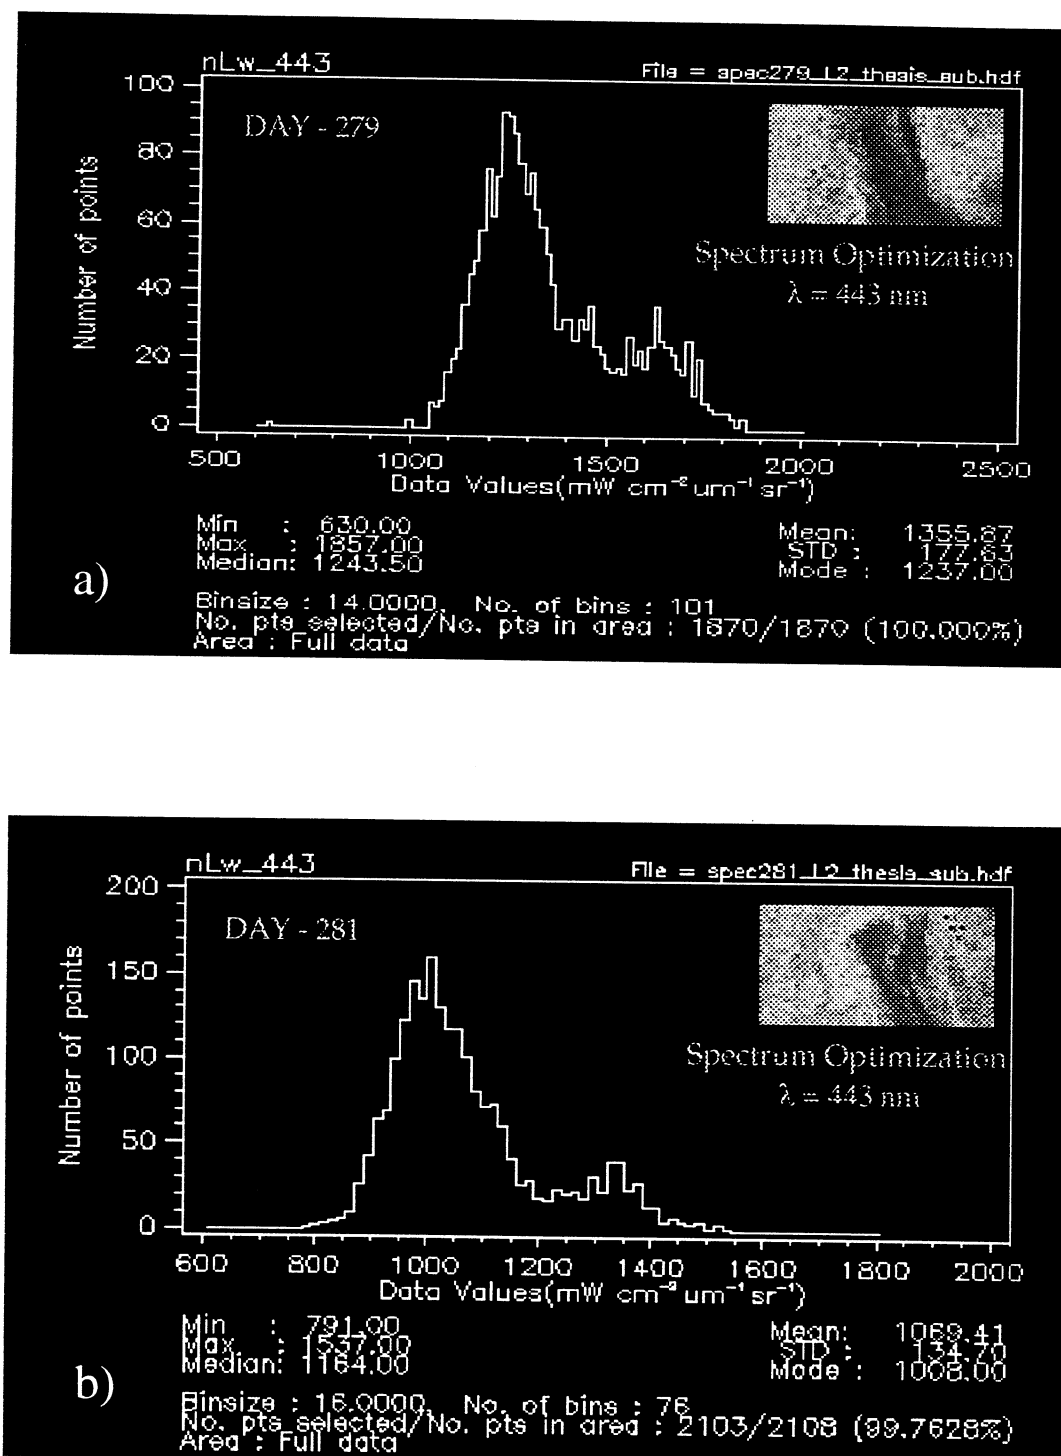 nLw_443
File = spec279_L2_thesis_sub.hdf
DAY - 279
Spectrum Optimization
λ = 443 nm
Number of points
100
80
60
40
20
0
500 1000 1500 2000 2500
Data Values(mW cm⁻² um⁻¹ sr⁻¹)
Min : 630.00
Max : 1857.00
Median: 1243.50
Mean: 1355.87
STD : 177.63
Mode : 1237.00
a)
Binsize : 14.0000, No. of bins : 101
No. pts selected/No. pts in area : 1870/1870 (100.000%)
Area : Full data
nLw_443
File = spec281_L2_thesis_sub.hdf
DAY - 281
Spectrum Optimization
λ = 443 nm
Number of points
200
150
100
50
0
600 800 1000 1200 1400 1600 1800 2000
Data Values(mW cm⁻² um⁻¹ sr⁻¹)
Min : 791.00
Max : 1537.00
Median: 1164.00
Mean: 1069.41
STD : 134.70
Mode : 1008.00
b)
Binsize : 16.0000, No. of bins : 76
No. pts selected/No. pts in area : 2103/2108 (99.7628%)
Area : Full data